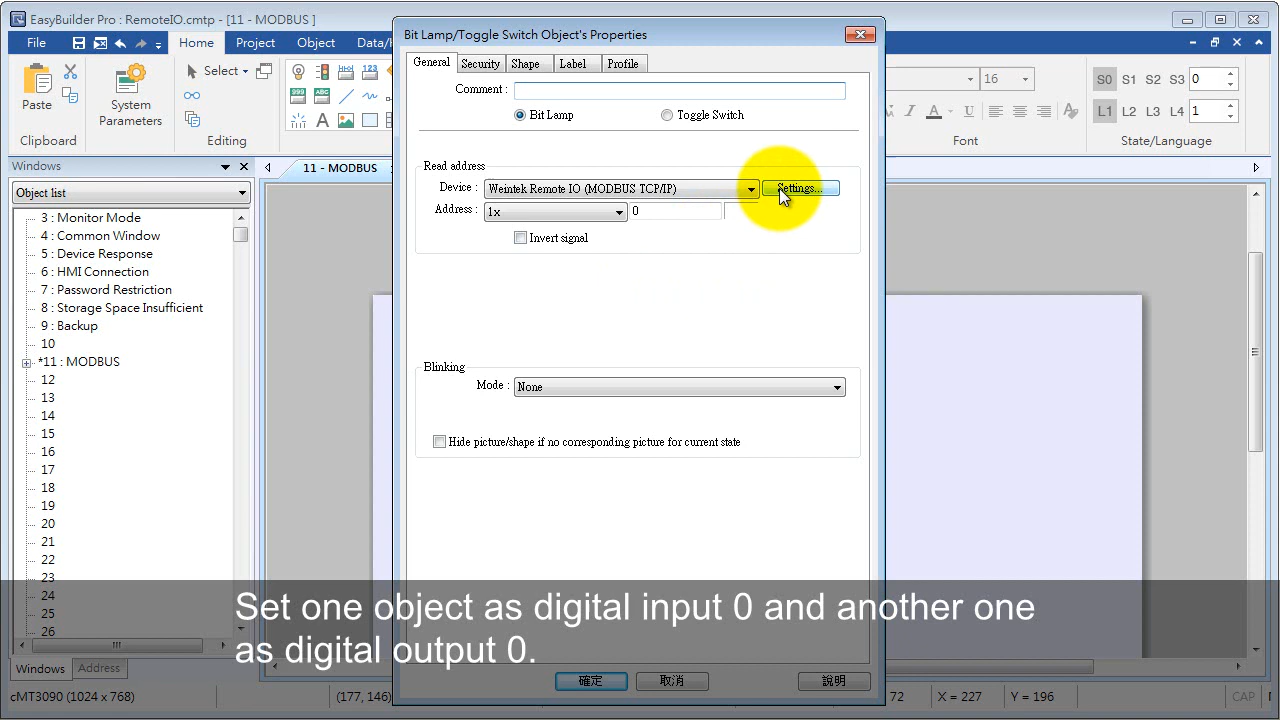 EasyBuilder Pro : RemoteIO.cmtp - [11 - MODBUS ]
File
Home
Project
Object
Data/H
Paste
Clipboard
System
Parameters
Select
Editing
16
Font
S0 S1 S2 S3 0
L1 L2 L3 L4 1
State/Language
Windows
Object list
3 : Monitor Mode
4 : Common Window
5 : Device Response
6 : HMI Connection
7 : Password Restriction
8 : Storage Space Insufficient
9 : Backup
10
*11 : MODBUS
12
13
14
15
16
17
18
19
20
21
22
23
24
25
26
Windows
Address
11 - MODBUS
Bit Lamp/Toggle Switch Object's Properties
General Security Shape Label Profile
Comment :
Bit Lamp Toggle Switch
Read address
Device : Weintek Remote IO (MODBUS TCP/IP) Settings...
Address : 1x 0
Invert signal
Blinking
Mode : None
Hide picture/shape if no corresponding picture for current state
Set one object as digital input 0 and another one
as digital output 0.
確定 取消 說明
cMT3090 (1024 x 768)
(177, 146)
72
X = 227
Y = 196
CAP